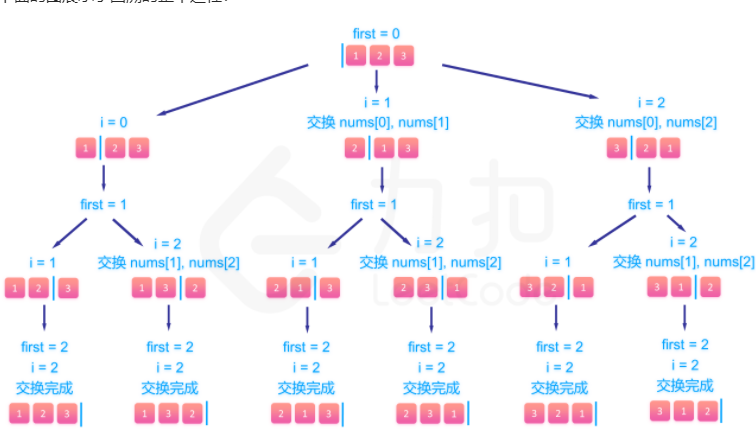 first = 0
1 2 3
i = 0
i = 1
交换 nums[0], nums[1]
i = 2
交换 nums[0], nums[2]
1 2 3
2 1 3
3 2 1
first = 1
first = 1
first = 1
i = 1
i = 2
交换 nums[1], nums[2]
i = 1
i = 2
交换 nums[1], nums[2]
i = 1
i = 2
交换 nums[1], nums[2]
1 2 3
1 3 2
2 1 3
2 3 1
3 2 1
3 1 2
first = 2
i = 2
交换完成
1 2 3
first = 2
i = 2
交换完成
1 3 2
first = 2
i = 2
交换完成
2 1 3
first = 2
i = 2
交换完成
2 3 1
first = 2
i = 2
交换完成
3 2 1
first = 2
i = 2
交换完成
3 1 2
力扣
LeetCode